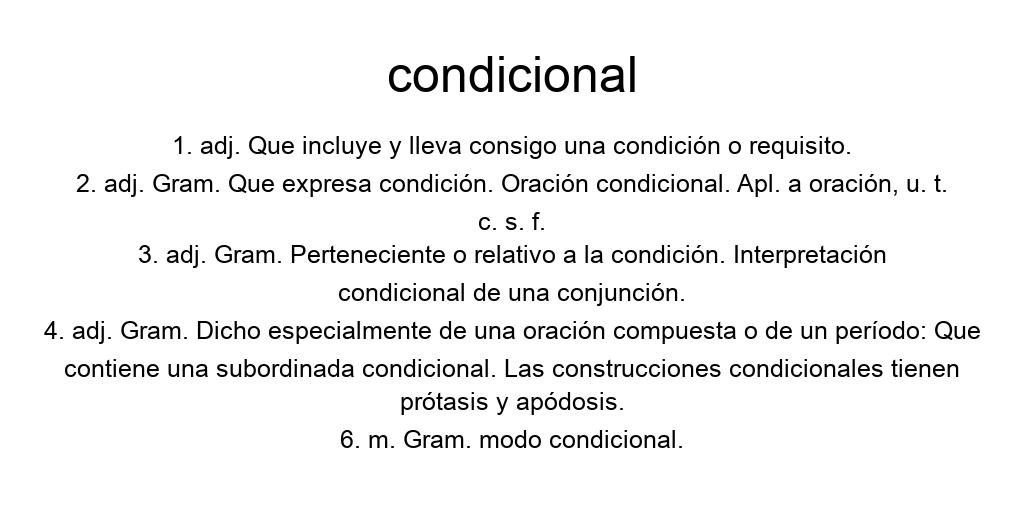 condicional
1. adj. Que incluye y lleva consigo una condición o requisito.
2. adj. Gram. Que expresa condición. Oración condicional. Apl. a oración, u. t.
c. s. f.
3. adj. Gram. Perteneciente o relativo a la condición. Interpretación
condicional de una conjunción.
4. adj. Gram. Dicho especialmente de una oración compuesta o de un período: Que
contiene una subordinada condicional. Las construcciones condicionales tienen
prótasis y apódosis.
6. m. Gram. modo condicional.